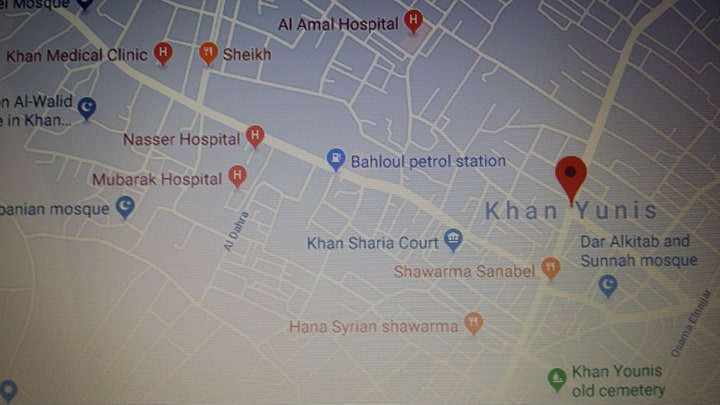 Mosque
Al Amal Hospital
Khan Medical Clinic
Sheikh
Al-Walid
in Khan...
Nasser Hospital
Bahloul petrol station
Mubarak Hospital
Khan Yunis
banian mosque
Al Dahra
Khan Sharia Court
Dar Alkitab and
Sunnah mosque
Shawarma Sanabel
Hana Syrian shawarma
Osama Elnajjar
Khan Younis
old cemetery